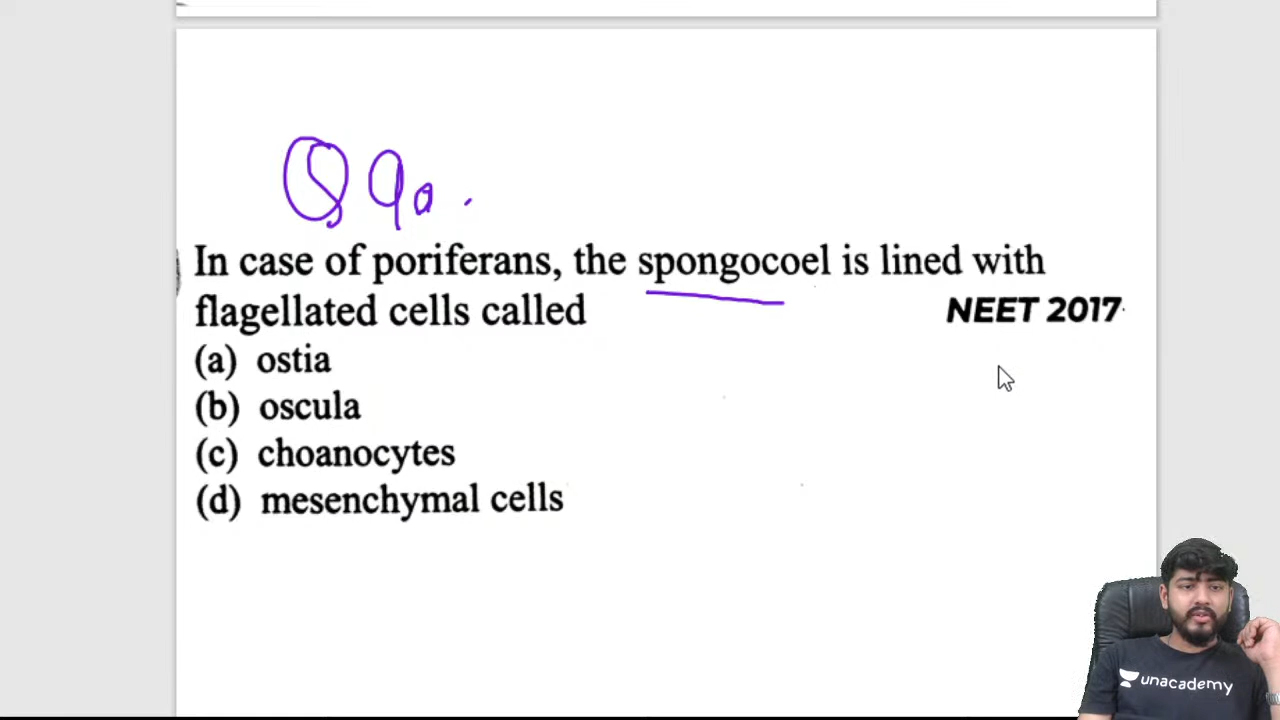 Q 90.
In case of poriferans, the spongocoel is lined with
flagellated cells called
NEET 2017
(a) ostia
(b) oscula
(c) choanocytes
(d) mesenchymal cells
unacademy